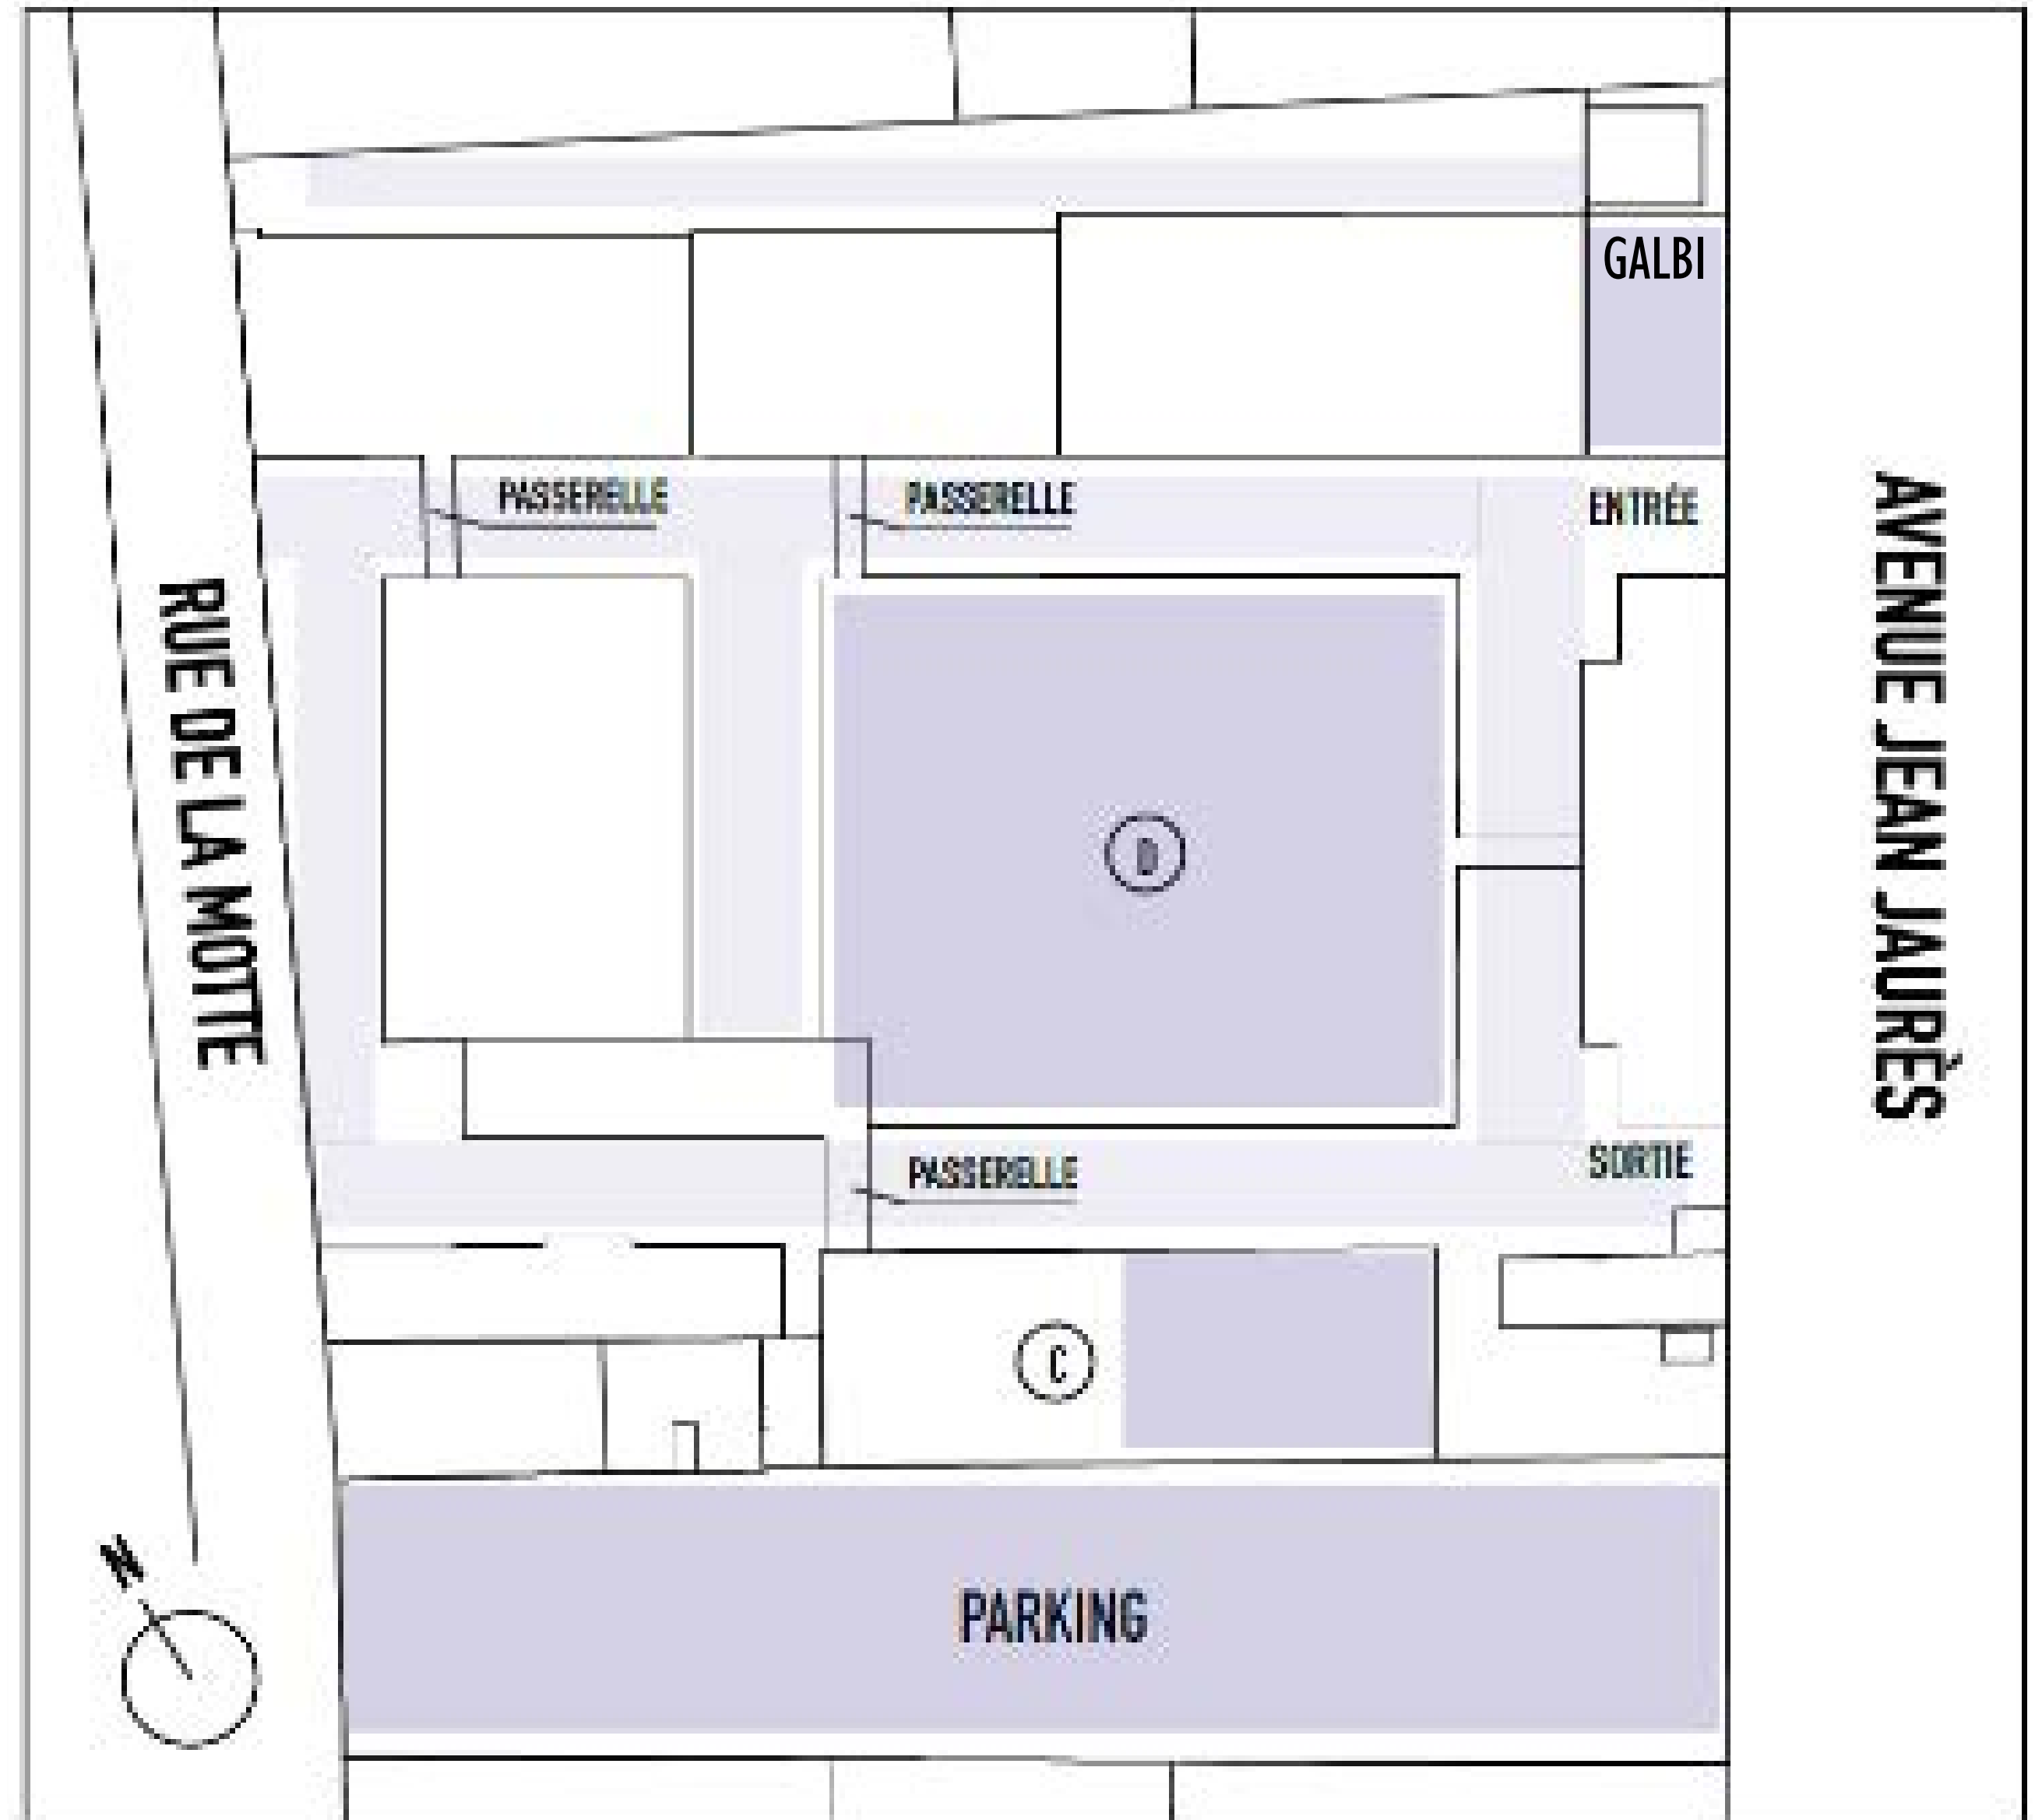 GALBI
PASSERELLE
PASSERELLE
ENTRÉE
RUE DE LA MOTTE
AVENUE JEAN JAURÈS
D
PASSERELLE
SORTIE
C
N
PARKING